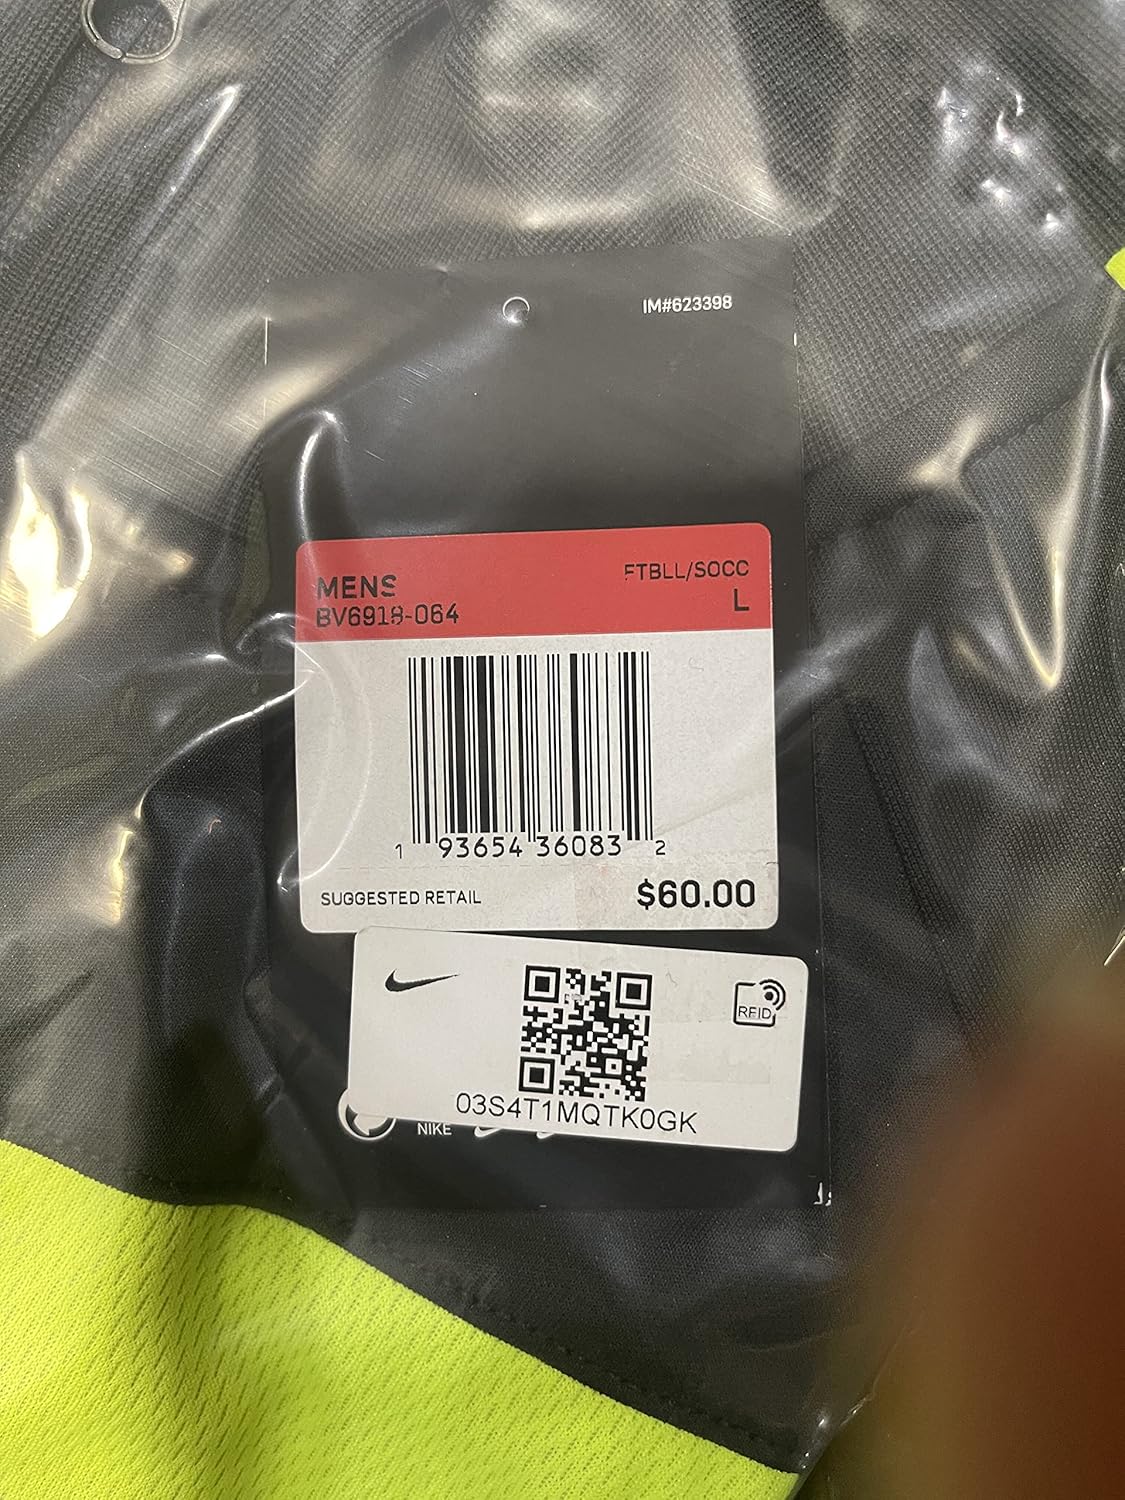 IM#623398
MENS
FTBLL/SOCC
BV6918-064
L
1 93654 36083 2
SUGGESTED RETAIL
$60.00
RFID
03S4T1MQTK0GK
NIKE